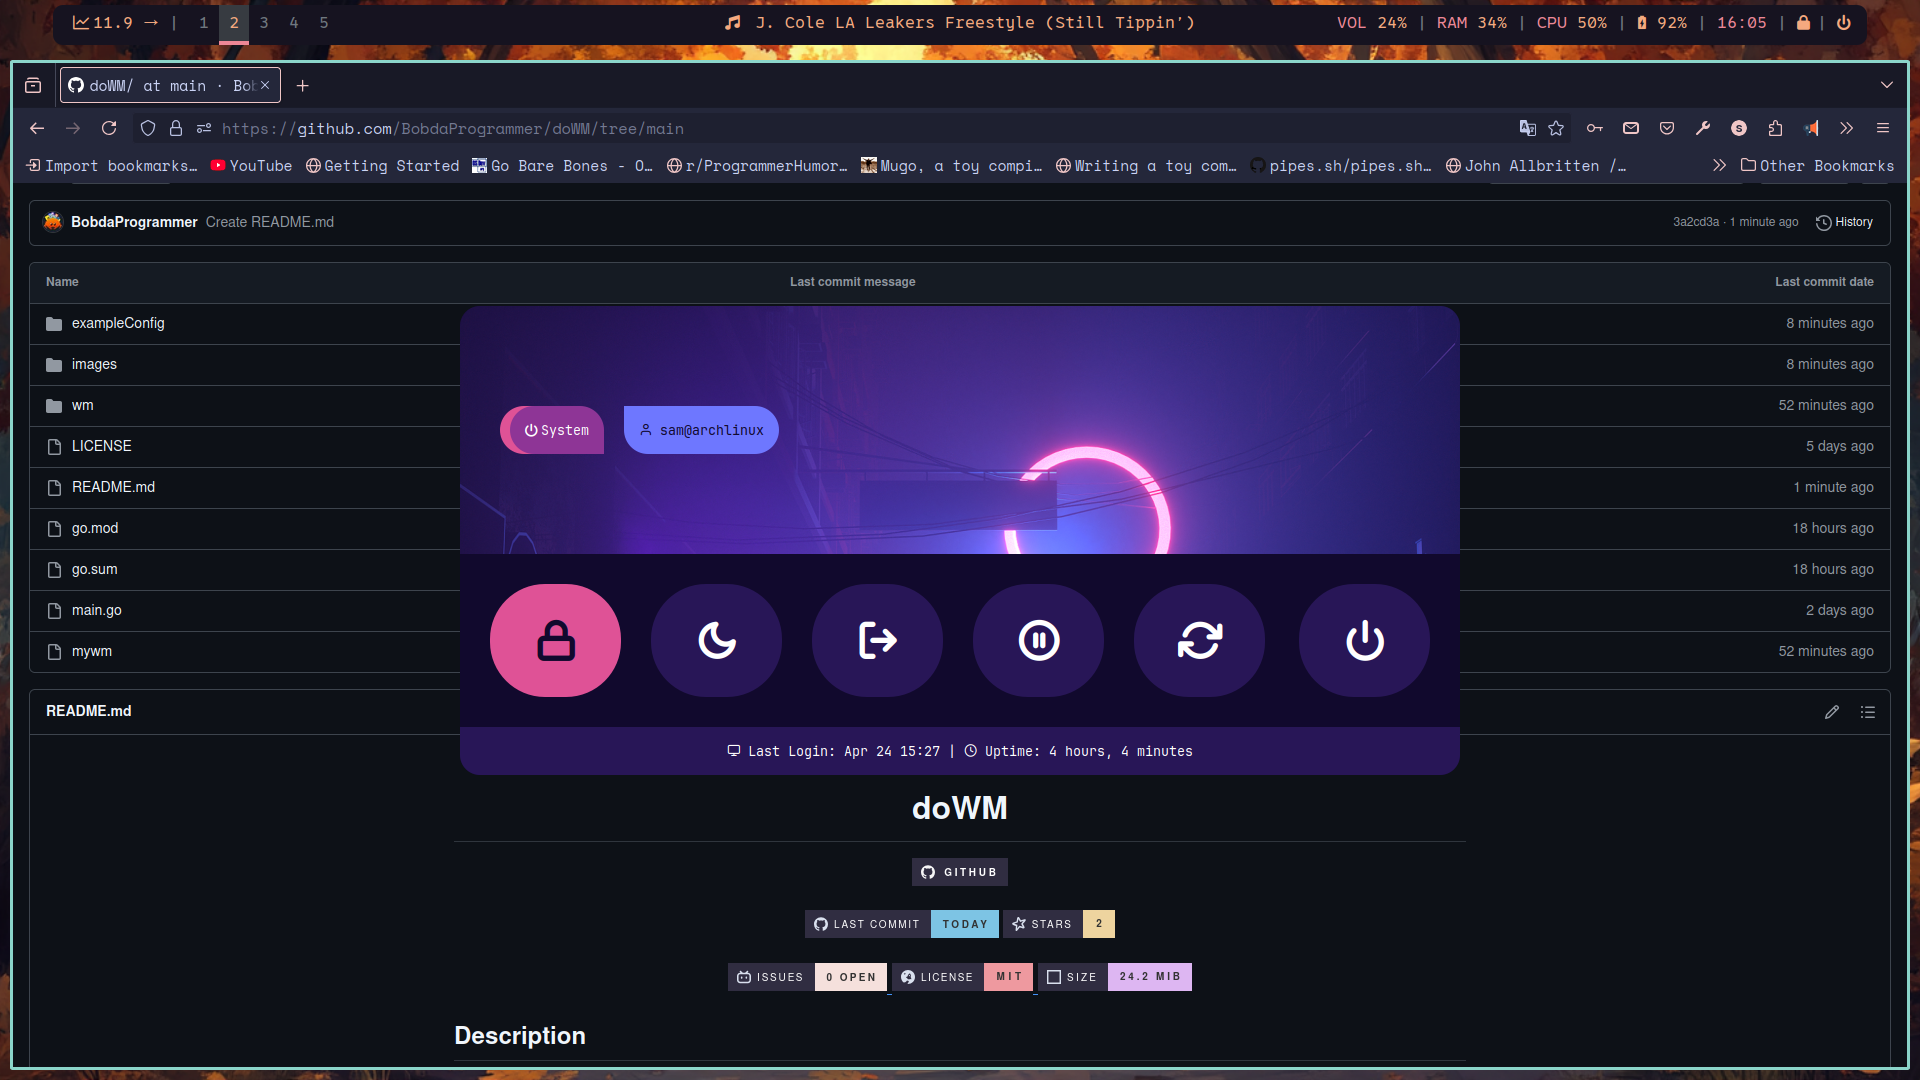 11.9 → | 1 2 3 4 5
J. Cole LA Leakers Freestyle (Still Tippin’)
VOL 24% | RAM 34% | CPU 50% | 92% | 16:05 | |
doWM/ at main · Bob
https://github.com/BobdaProgrammer/doWM/tree/main
Import bookmarks… YouTube Getting Started Go Bare Bones - O… r/ProgrammerHumor… Mugo, a toy compi… Writing a toy com… pipes.sh/pipes.sh… John Allbritten /… Other Bookmarks
BobdaProgrammer Create README.md 3a2cd3a · 1 minute ago History
Name Last commit message Last commit date
exampleConfig 8 minutes ago
images 8 minutes ago
wm 52 minutes ago
System sam@archlinux
LICENSE 5 days ago
README.md 1 minute ago
go.mod 18 hours ago
go.sum 18 hours ago
main.go 2 days ago
mywm 52 minutes ago
README.md
Last Login: Apr 24 15:27 | Uptime: 4 hours, 4 minutes
doWM
GITHUB
LAST COMMIT TODAY STARS 2
ISSUES 0 OPEN LICENSE MIT SIZE 24.2 MIB
Description